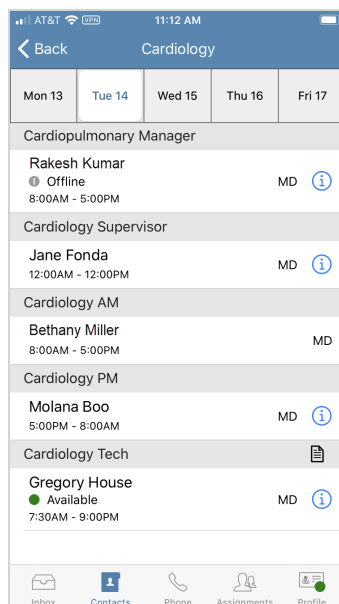 AT&T VPN 11:12 AM
Back Cardiology
Mon 13 Tue 14 Wed 15 Thu 16 Fri 17
Cardiopulmonary Manager
Rakesh Kumar
Offline
MD
8:00AM - 5:00PM
Cardiology Supervisor
Jane Fonda
MD
12:00AM - 12:00PM
Cardiology AM
Bethany Miller
MD
8:00AM - 5:00PM
Cardiology PM
Molana Boo
MD
5:00PM - 8:00AM
Cardiology Tech
Gregory House
Available
MD
7:30AM - 9:00PM
Inbox Contacts Phone Assignments Profile